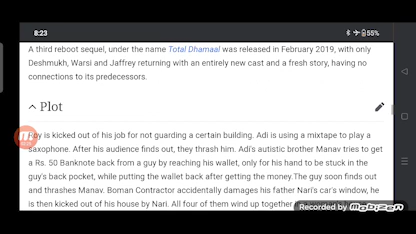 8:23
55%
A third reboot sequel, under the name Total Dhamaal was released in February 2019, with only
Deshmukh, Warsi and Jaffrey returning with an entirely new cast and a fresh story, having no
connections to its predecessors.
Plot
Roy is kicked out of his job for not guarding a certain building. Adi is using a mixtape to play a
saxophone. After his audience finds out, they thrash him. Adi's autistic brother Manav tries to get
a Rs. 50 Banknote back from a guy by reaching his wallet, only for his hand to be stuck in the
guy's back pocket, while putting the wallet back after getting the money.The guy soon finds out
and thrashes Manav. Boman Contractor accidentally damages his father Nari's car's window, he
is then kicked out of his house by Nari. All four of them wind up together
Recorded by Mobizen